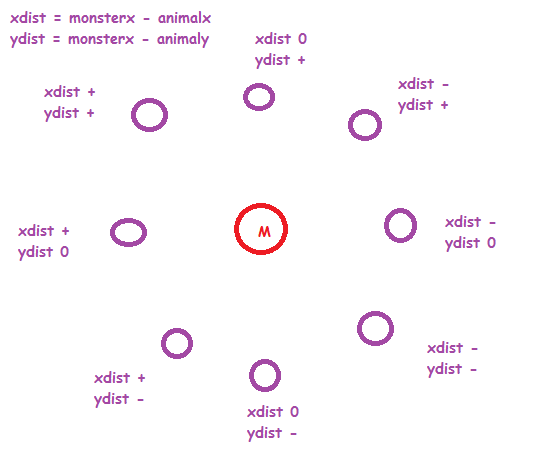 xdist = monsterx - animalx
ydist = monsterx - animaly
xdist 0
ydist +
xdist -
ydist +
xdist +
ydist +
M
xdist -
ydist 0
xdist +
ydist 0
xdist -
ydist -
xdist +
ydist -
xdist 0
ydist -